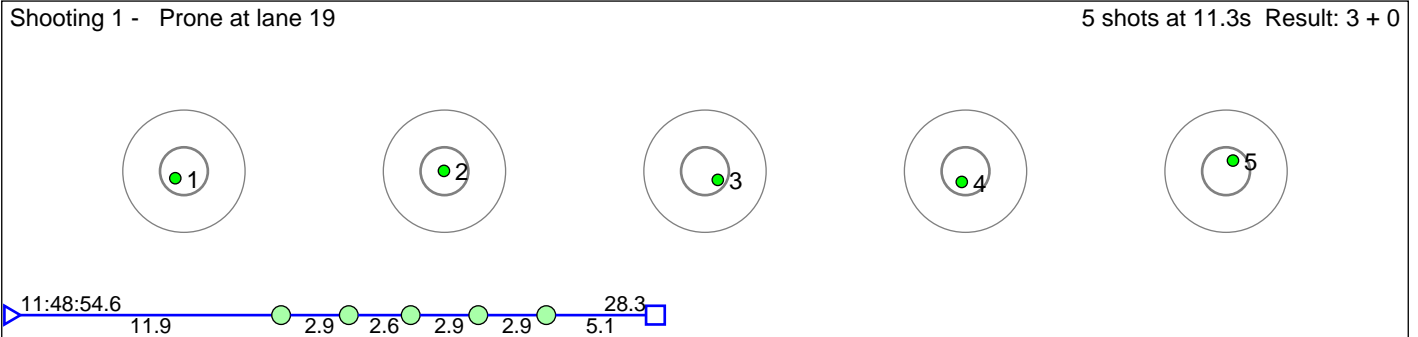 Shooting 1 -   Prone at lane 19
5 shots at 11.3s  Result: 3 + 0
1 2 3 4 5
11:48:54.6 28.3
11.9 2.9 2.6 2.9 2.9 5.1